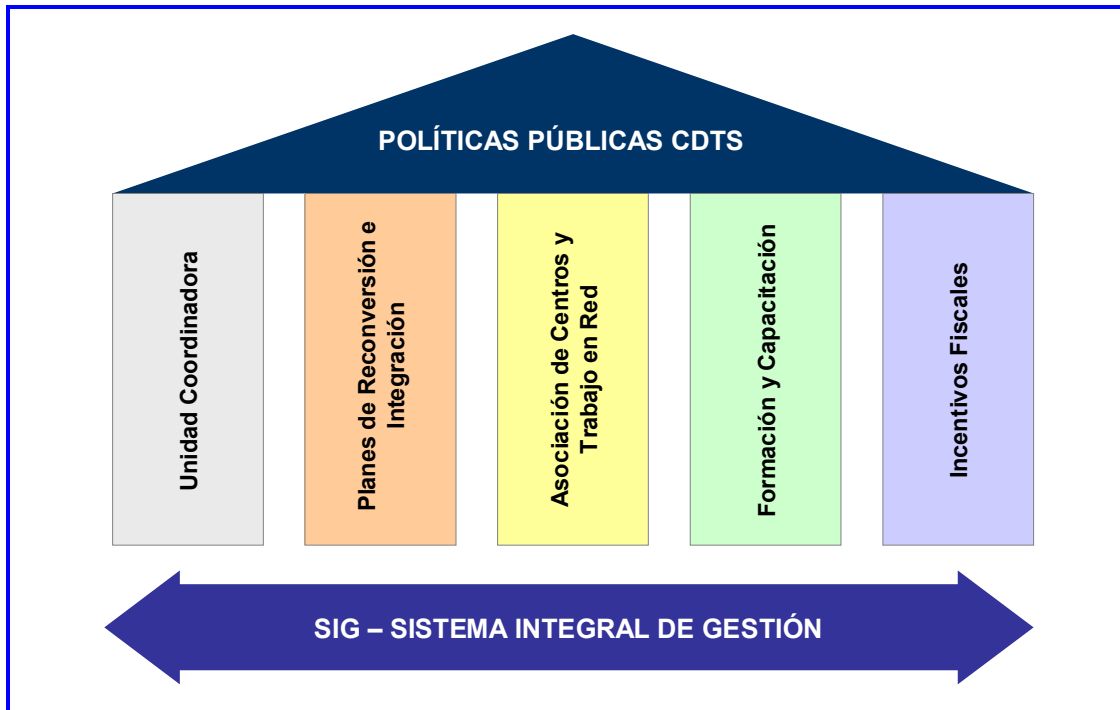 POLÍTICAS PÚBLICAS CDTS
Unidad Coordinadora
Planes de Reconversión e
Integración
Asociación de Centros y
Trabajo en Red
Formación y Capacitación
Incentivos Fiscales
SIG – SISTEMA INTEGRAL DE GESTIÓN